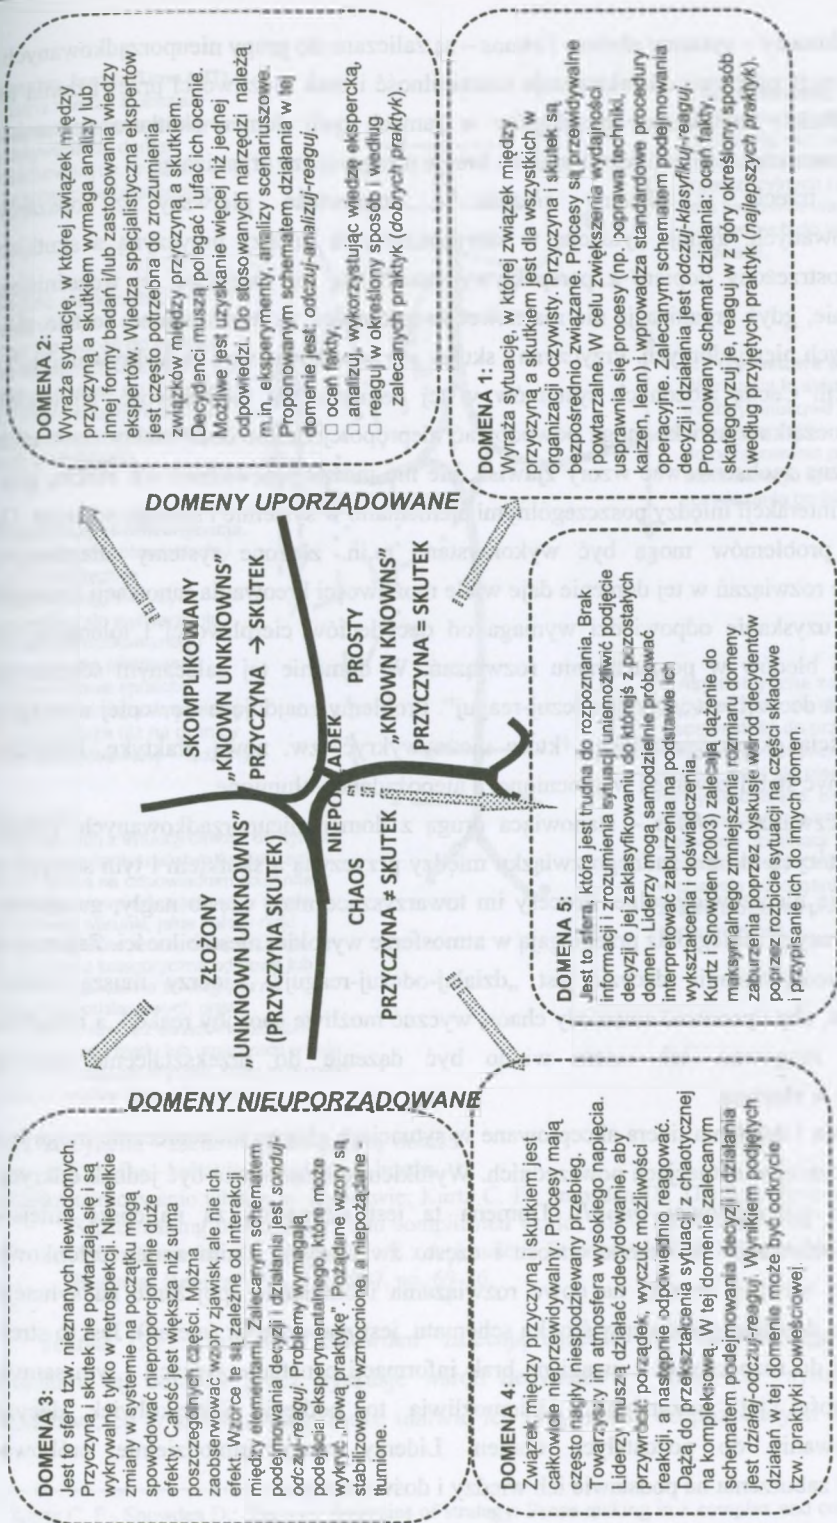 DOMENA 3:
Jest to sfera tzw. nieznanych niewiadomych.
Przyczyna i skutek nie powtarzają się i są
wykrywalne tylko w retrospekcji. Niewielkie
zmiany w systemie na początku mogą
spowodować nieproporcjonalnie duże
efekty. Całość jest większa niż suma
poszczególnych części. Można
zaobserwować wzory zjawisk, ale nie ich
efekt. Wzorce te są zależne od interakcji
między elementami. Zalecanym schematem
podejmowania decyzji i działania jest sonduj-
odczuj-reaguj. Problemy wymagają
podejścia eksperymentalnego, które może
wykryć „nową praktykę". Pożądane wzory są
stabilizowane i wzmocnione, a niepożądane
tłumione.
DOMENA 4:
Związek między przyczyną i skutkiem jest
całkowicie nieprzewidywalny. Procesy mają
często nagły, niespodziewany przebieg.
Towarzyszy im atmosfera wysokiego napięcia.
Liderzy muszą działać zdecydowanie, aby
przywrócić porządek, wyczuć możliwości
reakcji, a następnie odpowiednio reagować.
Dąży do przekształcenia sytuacji z chaotycznej
na kompleksową. W tej domenie zalecanym
schematem podejmowania decyzji i działania
jest działaj-odczuj-reaguj. Wynikiem podjętych
działań w tej domenie może być odkrycie
tzw. praktyki właściwej.
DOMENY NIEUPORZĄDOWANE
ZŁOŻONY
„UNKNOWN UNKNOWNS"
(PRZYCZYNA SKUTEK)
CHAOS
PRZYCZYNA ≠ SKUTEK
NIEPORZĄDEK
SKOMPLIKOWANY
„KNOWN UKNOWNS"
PRZYCZYNA → SKUTEK
PROSTY
„KNOWN KNOWNS"
PRZYCZYNA = SKUTEK
DOMENA 5:
Jest to sfera, która jest trudna do rozpoznania. Brak
informacji i zrozumienia sytuacji uniemożliwić podjęcie
decyzji o jej zaklasyfikowaniu do którejś z pozostałych
domen. Liderzy mogą samodzielnie próbować
interpretować zaburzenia na podstawie ich
wykształcenia i doświadczenia.
Kurtz i Snowden (2003) zalecają dążenie do
maksymalnego zmniejszenia rozmiaru domeny
zaburzenia poprzez dyskusję wśród decydentów
poprzez rozbicie sytuacji na części składowe
i przypisanie ich do innych domen.
DOMENY UPORZĄDOWANE
DOMENA 2:
Wyraża sytuację, w której związek między
przyczyną a skutkiem wymaga analizy lub
innej formy badań i/lub zastosowania wiedzy
ekspertów. Wiedza specjalistyczna ekspertów
jest często potrzebna do zrozumienia
związków między przyczyną a skutkiem.
Decydenci muszą polegać i ufać ich ocenie.
Możliwe jest uzyskanie więcej niż jednej
odpowiedzi. Do stosowanych narzędzi należą
m.in. eksperymenty, analizy scenariuszowe.
Proponowanym schematem działania w tej
domenie jest: odczuj-analizuj-reaguj:
□ oceń fakty,
□ analizuj, wykorzystując wiedzę ekspercką,
□ reaguj w określony sposób i według
zalecanych praktyk (dobrych praktyk)
DOMENA 1:
Wyraża sytuację, w której związek między
przyczyną a skutkiem jest dla wszystkich w
organizacji oczywisty. Przyczyna i skutek są
bezpośrednio związane. Procesy są przewidywalne
i powtarzalne. W celu zwiększenia wydajności
usprawnia się procesy (np. poprawa techniki,
kaizen, lean) i wprowadza standardowe procedury
operacyjne. Zalecanym schematem podejmowania
decyzji i działania jest odczuj-klasyfikuj-reaguj.
Proponowany schemat działania: oceń fakty,
skategoryzuj je, reaguj w z góry określony sposób
i według przyjętych praktyk (najlepszych praktyk).